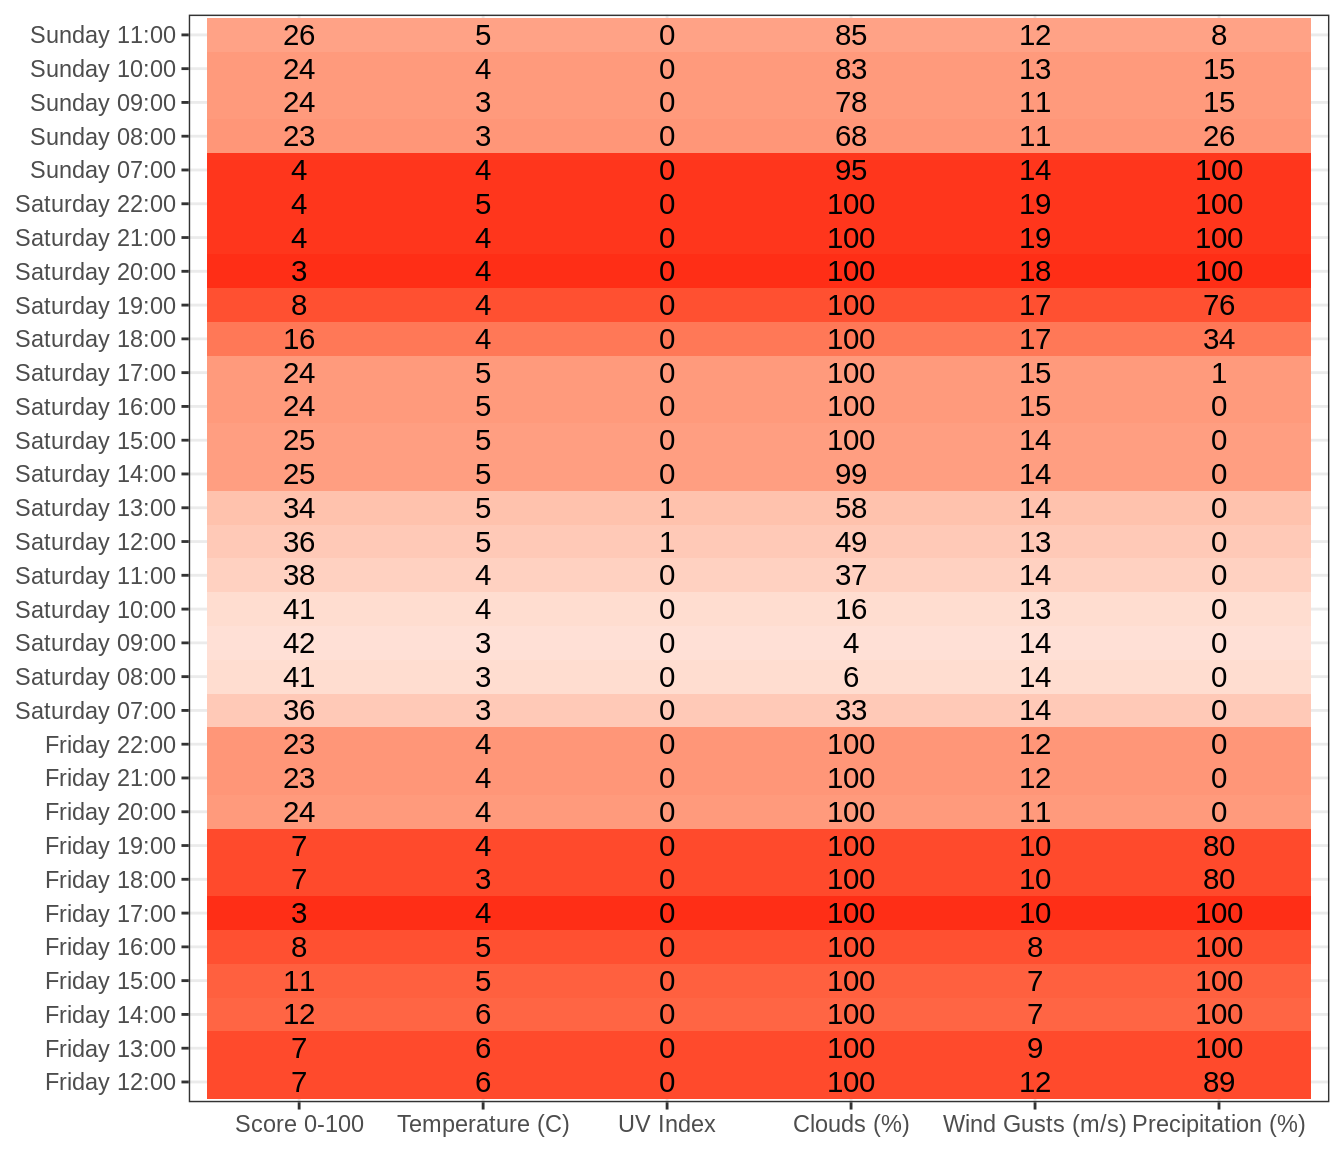 Sunday 11:00 26 5 0 85 12 8
Sunday 10:00 24 4 0 83 13 15
Sunday 09:00 24 3 0 78 11 15
Sunday 08:00 23 3 0 68 11 26
Sunday 07:00 4 4 0 95 14 100
Saturday 22:00 4 5 0 100 19 100
Saturday 21:00 4 4 0 100 19 100
Saturday 20:00 3 4 0 100 18 100
Saturday 19:00 8 4 0 100 17 76
Saturday 18:00 16 4 0 100 17 34
Saturday 17:00 24 5 0 100 15 1
Saturday 16:00 24 5 0 100 15 0
Saturday 15:00 25 5 0 100 14 0
Saturday 14:00 25 5 0 99 14 0
Saturday 13:00 34 5 1 58 14 0
Saturday 12:00 36 5 1 49 13 0
Saturday 11:00 38 4 0 37 14 0
Saturday 10:00 41 4 0 16 13 0
Saturday 09:00 42 3 0 4 14 0
Saturday 08:00 41 3 0 6 14 0
Saturday 07:00 36 3 0 33 14 0
Friday 22:00 23 4 0 100 12 0
Friday 21:00 23 4 0 100 12 0
Friday 20:00 24 4 0 100 11 0
Friday 19:00 7 4 0 100 10 80
Friday 18:00 7 3 0 100 10 80
Friday 17:00 3 4 0 100 10 100
Friday 16:00 8 5 0 100 8 100
Friday 15:00 11 5 0 100 7 100
Friday 14:00 12 6 0 100 7 100
Friday 13:00 7 6 0 100 9 100
Friday 12:00 7 6 0 100 12 89
Score 0-100 Temperature (C) UV Index Clouds (%) Wind Gusts (m/s) Precipitation (%)